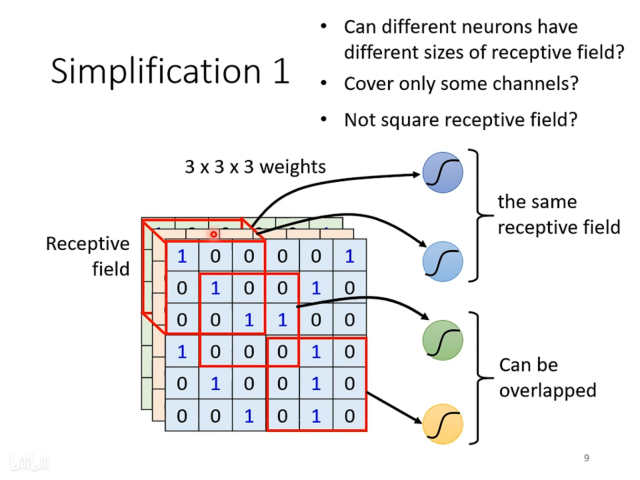 Simplification 1
• Can different neurons have
different sizes of receptive field?
• Cover only some channels?
• Not square receptive field?
3 x 3 x 3 weights
the same
receptive field
Receptive
field
1 0 0 0 0 1
0 1 0 0 1 0
0 0 1 1 0 0
1 0 0 0 1 0
0 1 0 0 1 0
0 0 1 0 1 0
Can be
overlapped
9
bilibili